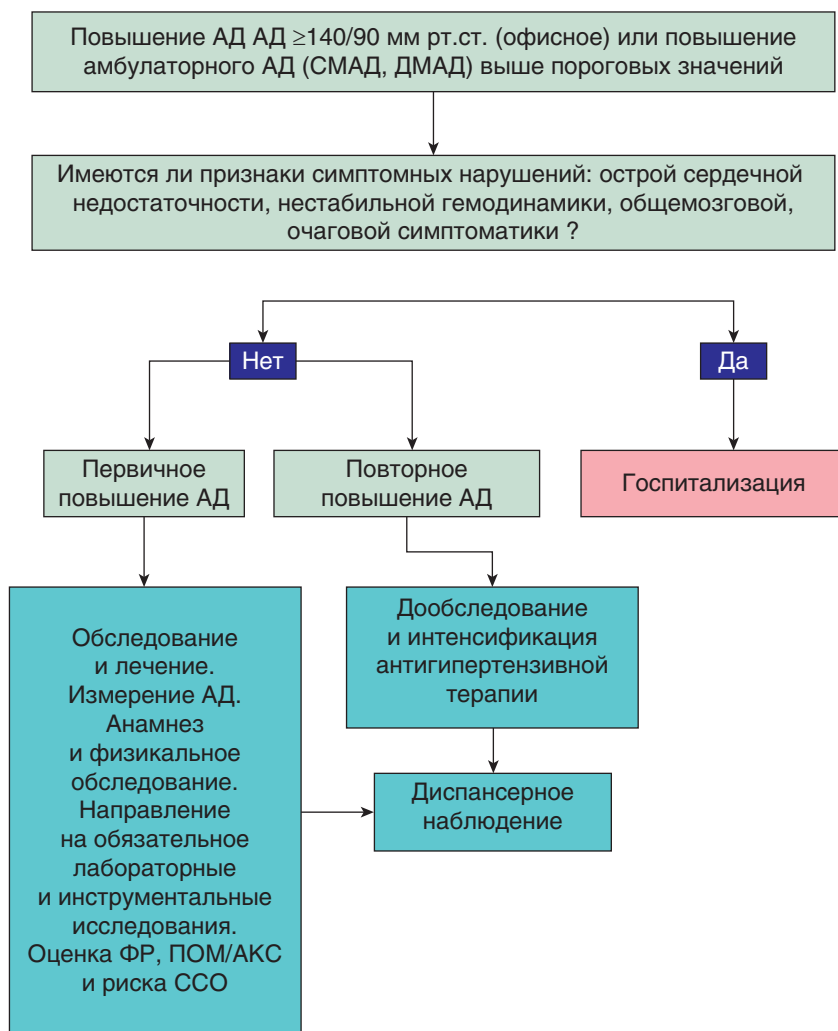 Повышение АД АД ≥140/90 мм рт.ст. (офисное) или повышение
амбулаторного АД (СМАД, ДМАД) выше пороговых значений
Имеются ли признаки симптомных нарушений: острой сердечной
недостаточности, нестабильной гемодинамики, общемозговой,
очаговой симптоматики ?
Нет
Да
Первичное
повышение АД
Повторное
повышение АД
Госпитализация
Обследование
и лечение.
Измерение АД.
Анамнез
и физикальное
обследование.
Направление
на обязательное
лабораторные
и инструментальные
исследования.
Оценка ФР, ПОМ/АКС
и риска ССО
Дообследование
и интенсификация
антигипертензивной
терапии
Диспансерное
наблюдение